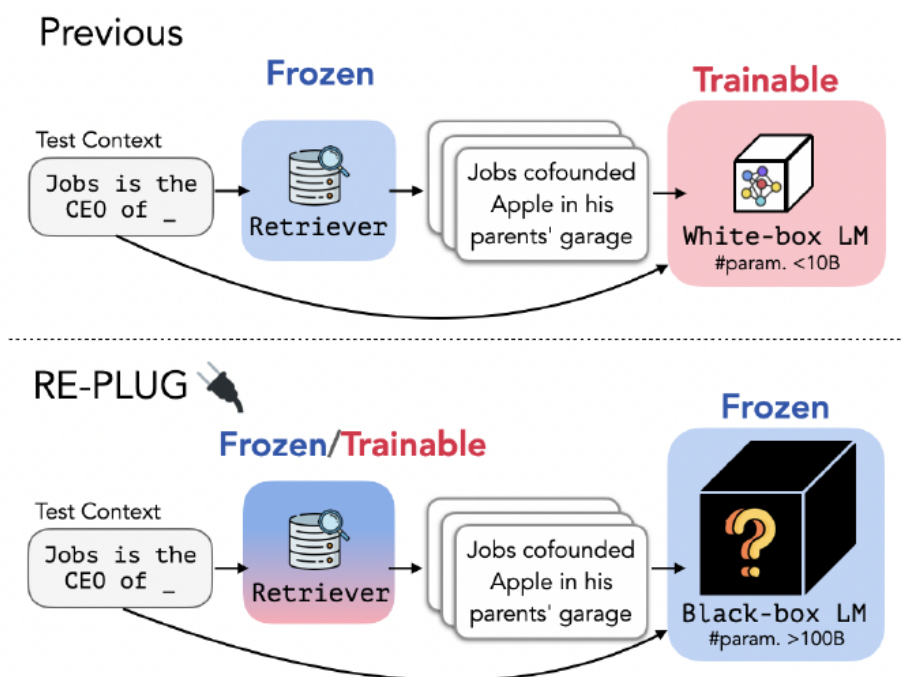 Previous
Frozen
Trainable
Test Context
Jobs is the
CEO of _
Retriever
Jobs cofounded
Apple in his
parents' garage
White-box LM
#param. <10B
RE-PLUG
Frozen
Frozen/Trainable
Test Context
Jobs is the
CEO of _
Retriever
Jobs cofounded
Apple in his
parents' garage
?
Black-box LM
#param. >100B